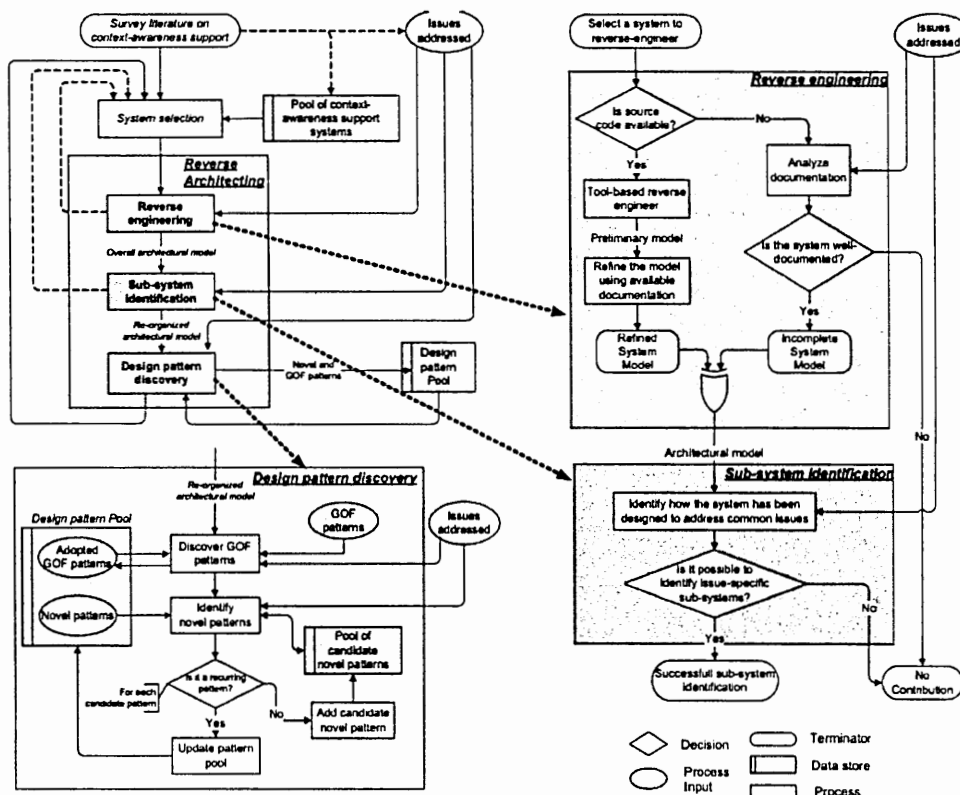 Survey literature on
context-awareness support
Issues
addressed
System selection
Pool of context-
awareness support
systems
Reverse
Architecting
Reverse
engineering
Overall architectural model
Sub-system
identification
Re-organized
architectural model
Design pattern
discovery
Novel and
GOF patterns
Design
pattern
Pool
Select a system to
reverse-engineer
Issues
addressed
Reverse engineering
Is source
code available?
No
Yes
Analyze
documentation
Tool-based reverse
engineer
Preliminary model
Is the system well-
documented?
Refine the model
using available
documentation
Yes
Refined
System
Model
Incomplete
System
Model
No
Architectural model
Sub-system Identification
Identify how the system has been
designed to address common issues
Is it possible to
identify issue-specific
sub-systems?
No
Yes
Successfull sub-system
identification
No
Contribution
Re-organized
architectural model
Design pattern discovery
Design pattern Pool
GOF
patterns
Issues
addressed
Adopted
GOF patterns
Discover GOF
patterns
Novel patterns
Identify
novel patterns
Pool of
candidate
novel patterns
For each
candidate pattern
Is it a recurring
pattern?
No
Add candidate
novel pattern
Yes
Update pattern
pool
Decision
Terminator
Process
Input
Data store
Process